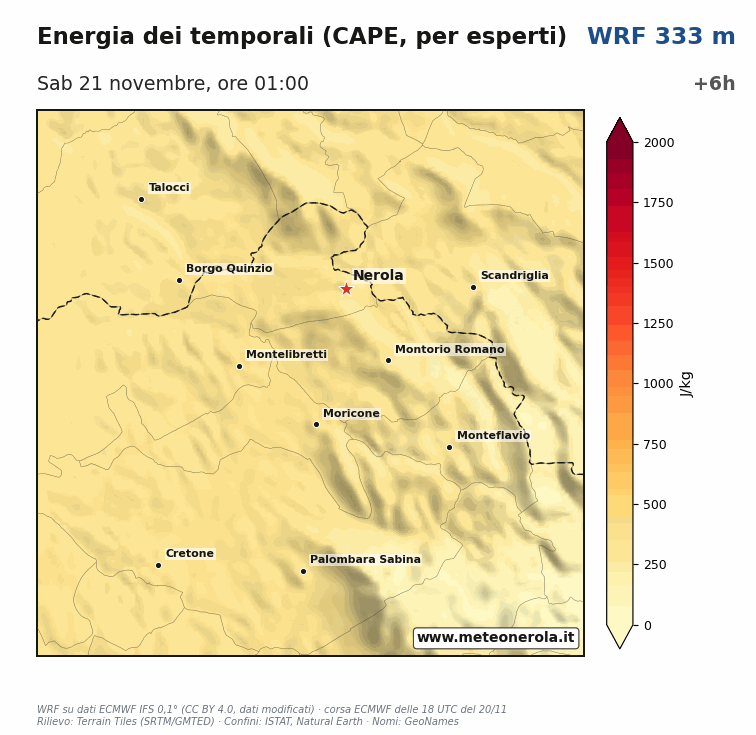 Energia dei temporali (CAPE, per esperti) WRF 333 m
Sab 21 novembre, ore 01:00 +6h
Talocci
Borgo Quinzio
Nerola
Scandriglia
Montelibretti
Montorio Romano
Moricone
Monteflavio
Cretone
Palombara Sabina
www.meteonerola.it
2000
1750
1500
1250
1000
750
500
250
0
J/kg
WRF su dati ECMWF IFS 0,1° (CC BY 4.0, dati modificati) · corsa ECMWF delle 18 UTC del 20/11
Rilievo: Terrain Tiles (SRTM/GMTED) · Confini: ISTAT, Natural Earth · Nomi: GeoNames